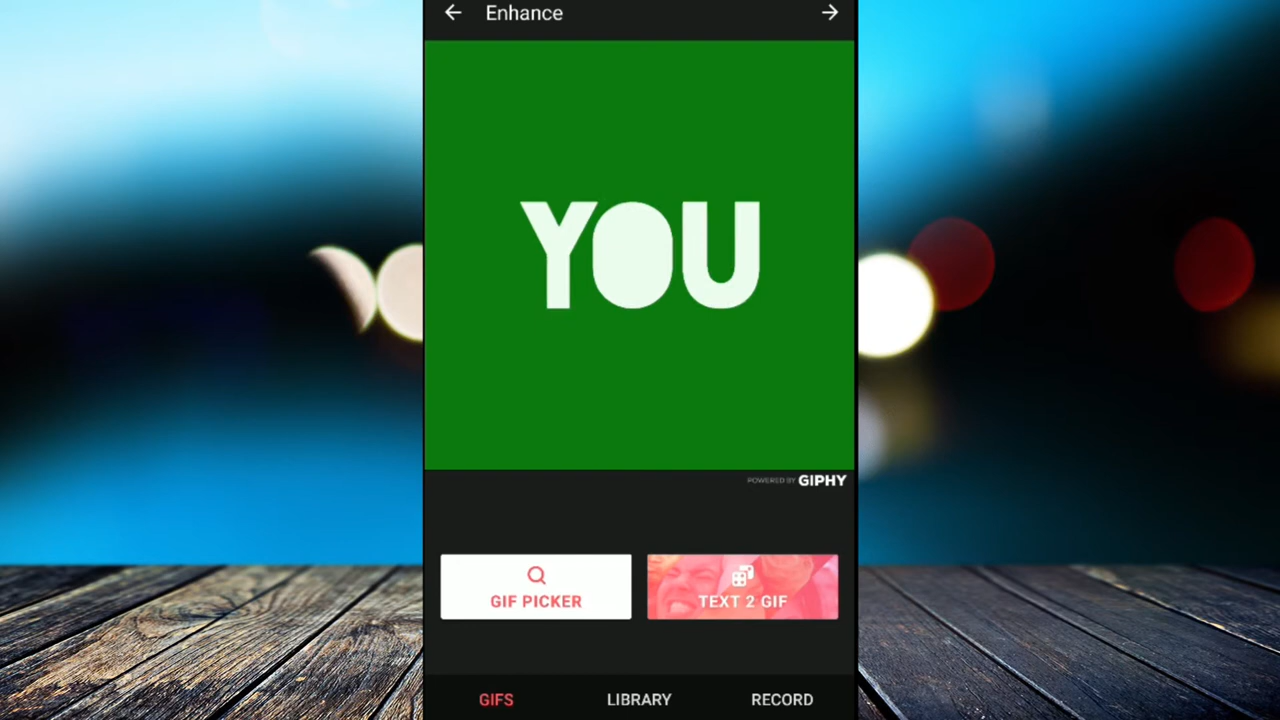 Enhance
YOU
POWERED BY GIPHY
GIF PICKER
TEXT 2 GIF
GIFS
LIBRARY
RECORD